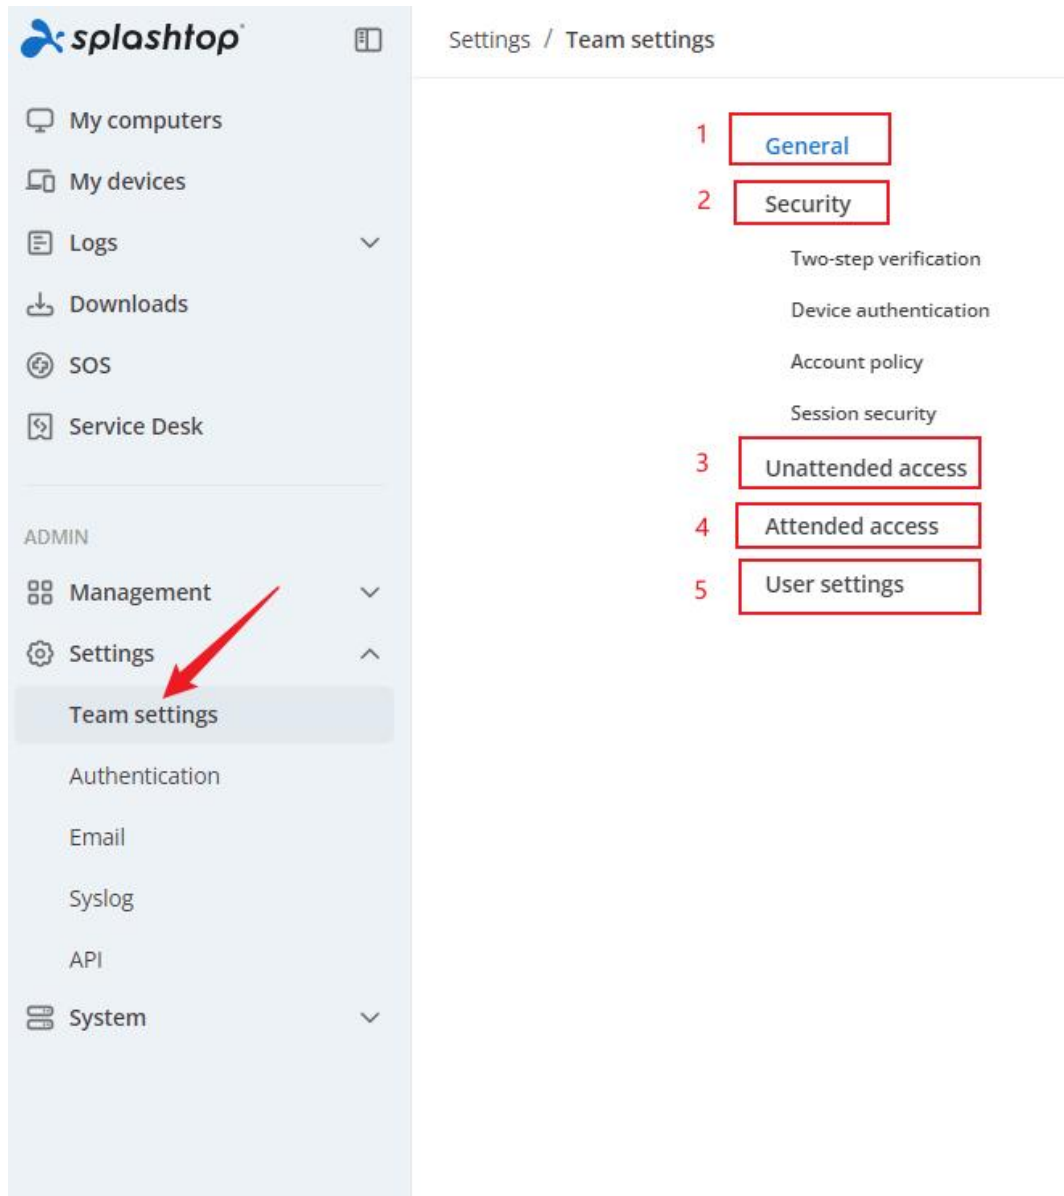 splashtop
Settings / Team settings
My computers
My devices
Logs
Downloads
SOS
Service Desk
ADMIN
Management
Settings
Team settings
Authentication
Email
Syslog
API
System
1 General
2 Security
Two-step verification
Device authentication
Account policy
Session security
3 Unattended access
4 Attended access
5 User settings